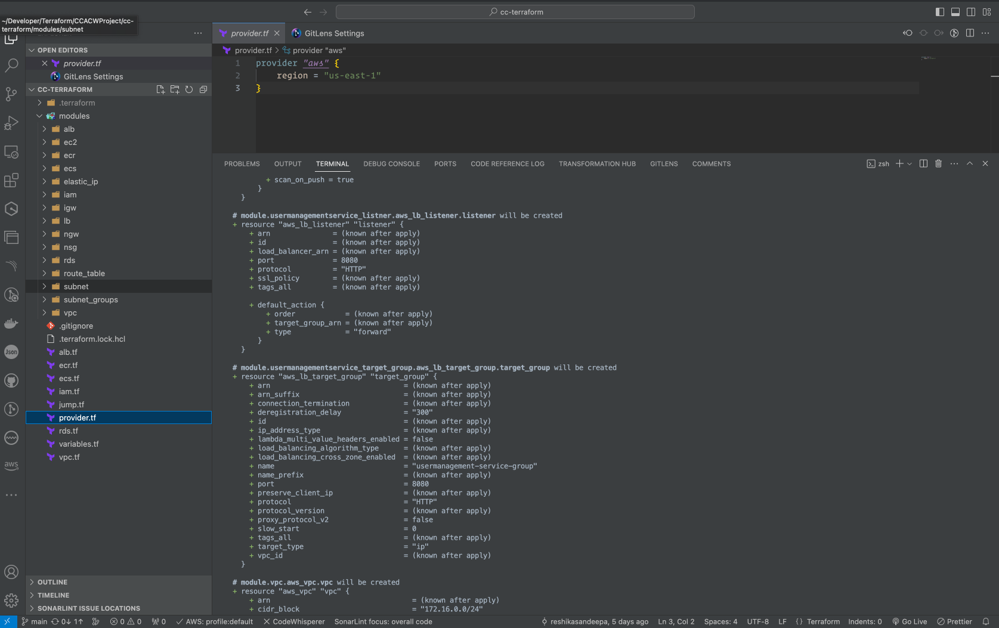 cc-terraform
~/Developer/Terraform/CCACWProject/cc-
terraform/modules/subnet
provider.tf
GitLens Settings
OPEN EDITORS
provider.tf
GitLens Settings
CC-TERRAFORM
.terraform
modules
alb
ec2
ecr
ecs
elastic_ip
iam
igw
lb
ngw
nsg
rds
route_table
subnet
subnet_groups
vpc
.gitignore
.terraform.lock.hcl
alb.tf
ecr.tf
ecs.tf
iam.tf
jump.tf
provider.tf
rds.tf
variables.tf
vpc.tf
Json
aws
OUTLINE
TIMELINE
SONARLINT ISSUE LOCATIONS
provider.tf > provider "aws"
1 provider "aws" {
2 region = "us-east-1"
3 }
PROBLEMS OUTPUT TERMINAL DEBUG CONSOLE PORTS CODE REFERENCE LOG TRANSFORMATION HUB GITLENS COMMENTS zsh
+ scan_on_push = true
}
}
# module.usermanagementservice_listner.aws_lb_listener.listener will be created
+ resource "aws_lb_listener" "listener" {
+ arn = (known after apply)
+ id = (known after apply)
+ load_balancer_arn = (known after apply)
+ port = 8080
+ protocol = "HTTP"
+ ssl_policy = (known after apply)
+ tags_all = (known after apply)
+ default_action {
+ order = (known after apply)
+ target_group_arn = (known after apply)
+ type = "forward"
}
}
# module.usermanagementservice_target_group.aws_lb_target_group.target_group will be created
+ resource "aws_lb_target_group" "target_group" {
+ arn = (known after apply)
+ arn_suffix = (known after apply)
+ connection_termination = (known after apply)
+ deregistration_delay = "300"
+ id = (known after apply)
+ ip_address_type = (known after apply)
+ lambda_multi_value_headers_enabled = false
+ load_balancing_algorithm_type = (known after apply)
+ load_balancing_cross_zone_enabled = (known after apply)
+ name = "usermanagement-service-group"
+ name_prefix = (known after apply)
+ port = 8080
+ preserve_client_ip = (known after apply)
+ protocol = "HTTP"
+ protocol_version = (known after apply)
+ proxy_protocol_v2 = false
+ slow_start = 0
+ tags_all = (known after apply)
+ target_type = "ip"
+ vpc_id = (known after apply)
}
# module.vpc.aws_vpc.vpc will be created
+ resource "aws_vpc" "vpc" {
+ arn = (known after apply)
+ cidr_block = "172.16.0.0/24"
main 0↓ 1↑ 0 0 0 AWS: profile:default CodeWhisperer SonarLint focus: overall code reshikasandeepa, 5 days ago Ln 3, Col 2 Spaces: 4 UTF-8 LF {} Terraform Indents: 0 Go Live Prettier